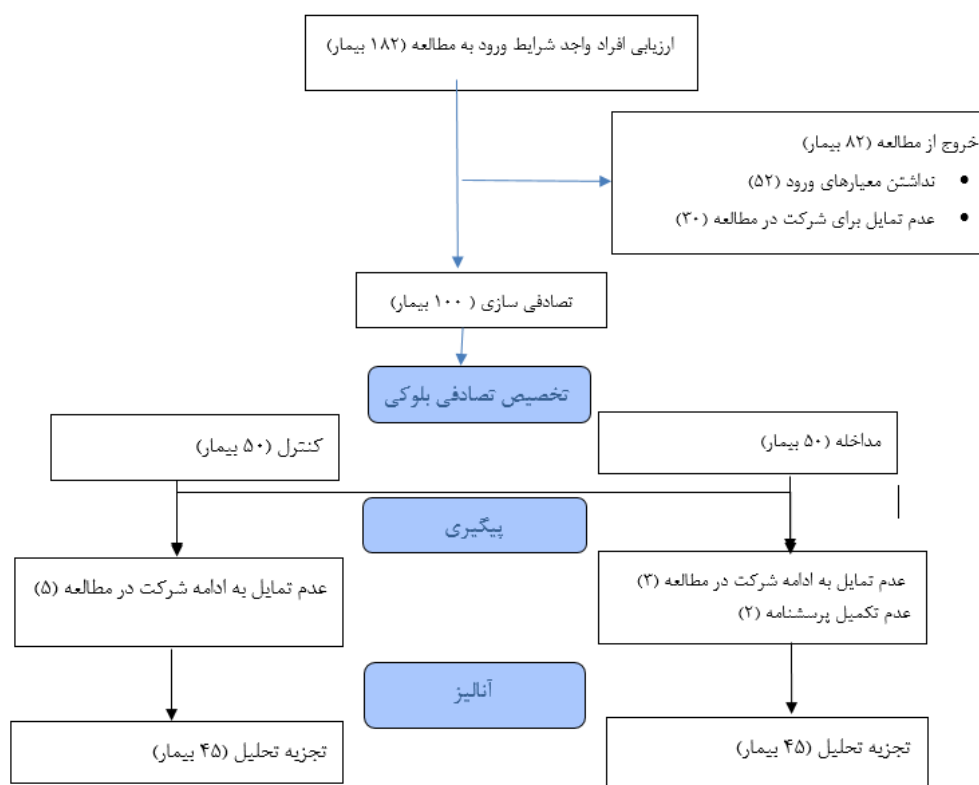 ارزیابی افراد واجد شرایط ورود به مطالعه (۱۸۲ بیمار)
خروج از مطالعه (۸۲ بیمار)
• نداشتن معیارهای ورود (۵۲)
• عدم تمایل برای شرکت در مطالعه (۳۰)
تصادفی سازی ( ۱۰۰ بیمار)
تخصیص تصادفی بلوکی
مداخله (۵۰ بیمار)
کنترل (۵۰ بیمار)
پیگیری
عدم تمایل به ادامه شرکت در مطالعه (۳)
عدم تکمیل پرسشنامه (۲)
عدم تمایل به ادامه شرکت در مطالعه (۵)
آنالیز
تجزیه تحلیل (۴۵ بیمار)
تجزیه تحلیل (۴۵ بیمار)